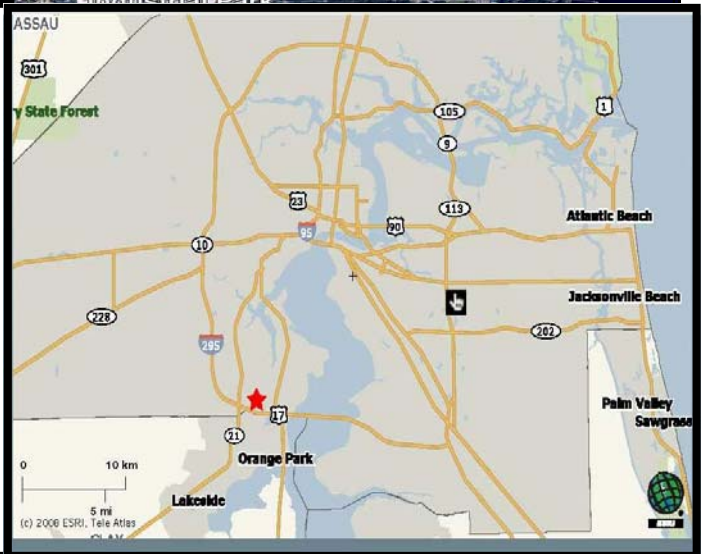 ASSAU
301
y State Forest
105
1
9
23
113
90
Atlantic Beach
95
10
Jacksonville Beach
228
202
295
Palm Valley
17
Sawgrass
21
Orange Park
0 10 km
Lakeside
5 mi
(c) 2008 ESRI, Tele Atlas